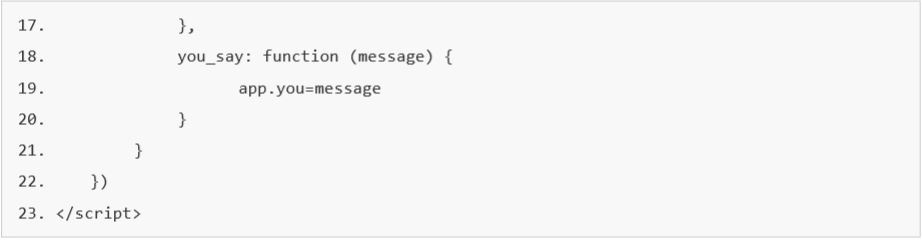 17.             },
18.             you_say: function (message) {
19.                   app.you=message
20.             }
21.         }
22.     })
23. </script>